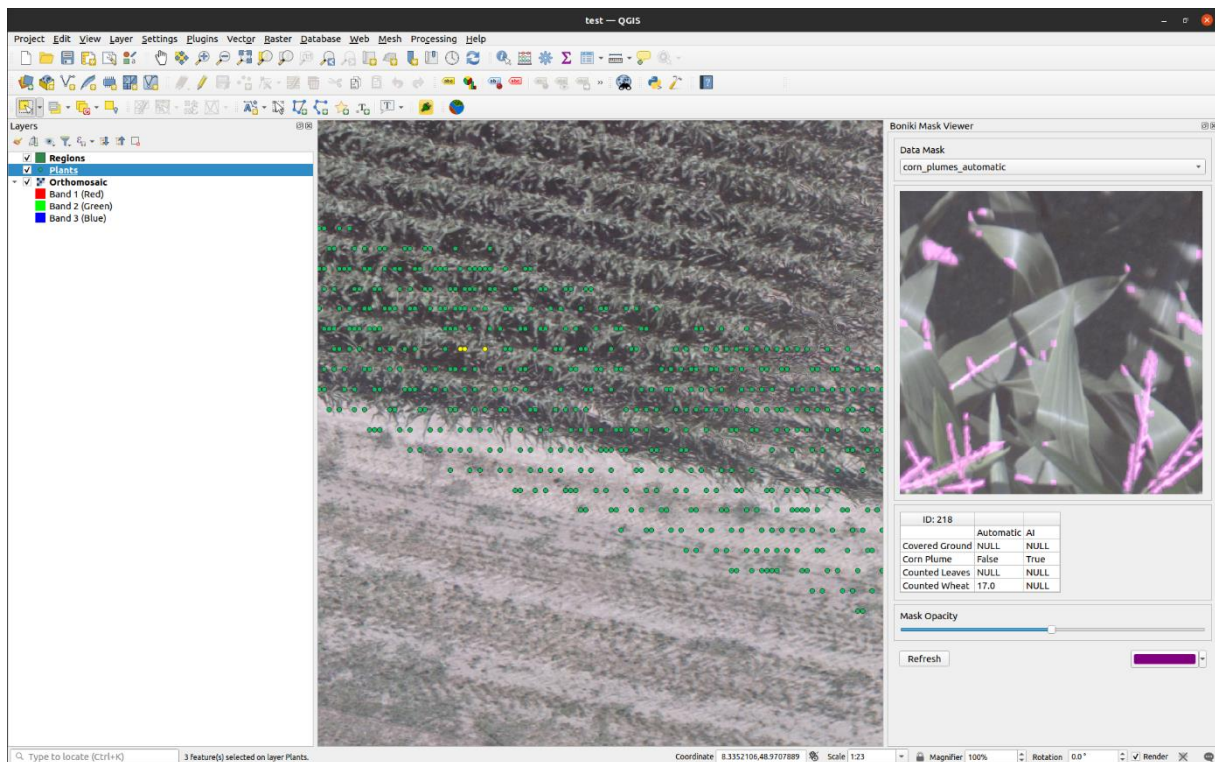 test — QGIS
Project Edit View Layer Settings Plugins Vector Raster Database Web Mesh Processing Help
Layers
Regions
Plants
Orthomosaic
Band 1 (Red)
Band 2 (Green)
Band 3 (Blue)
Boniki Mask Viewer
Data Mask
corn_plumes_automatic
ID: 218
Automatic AI
Covered Ground NULL NULL
Corn Plume False True
Counted Leaves NULL NULL
Counted Wheat 17.0 NULL
Mask Opacity
Refresh
Type to locate (Ctrl+K) 3 feature(s) selected on layer Plants. Coordinate 8.3352106,48.9707889 Scale 1:23 Magnifier 100% Rotation 0.0 ° Render